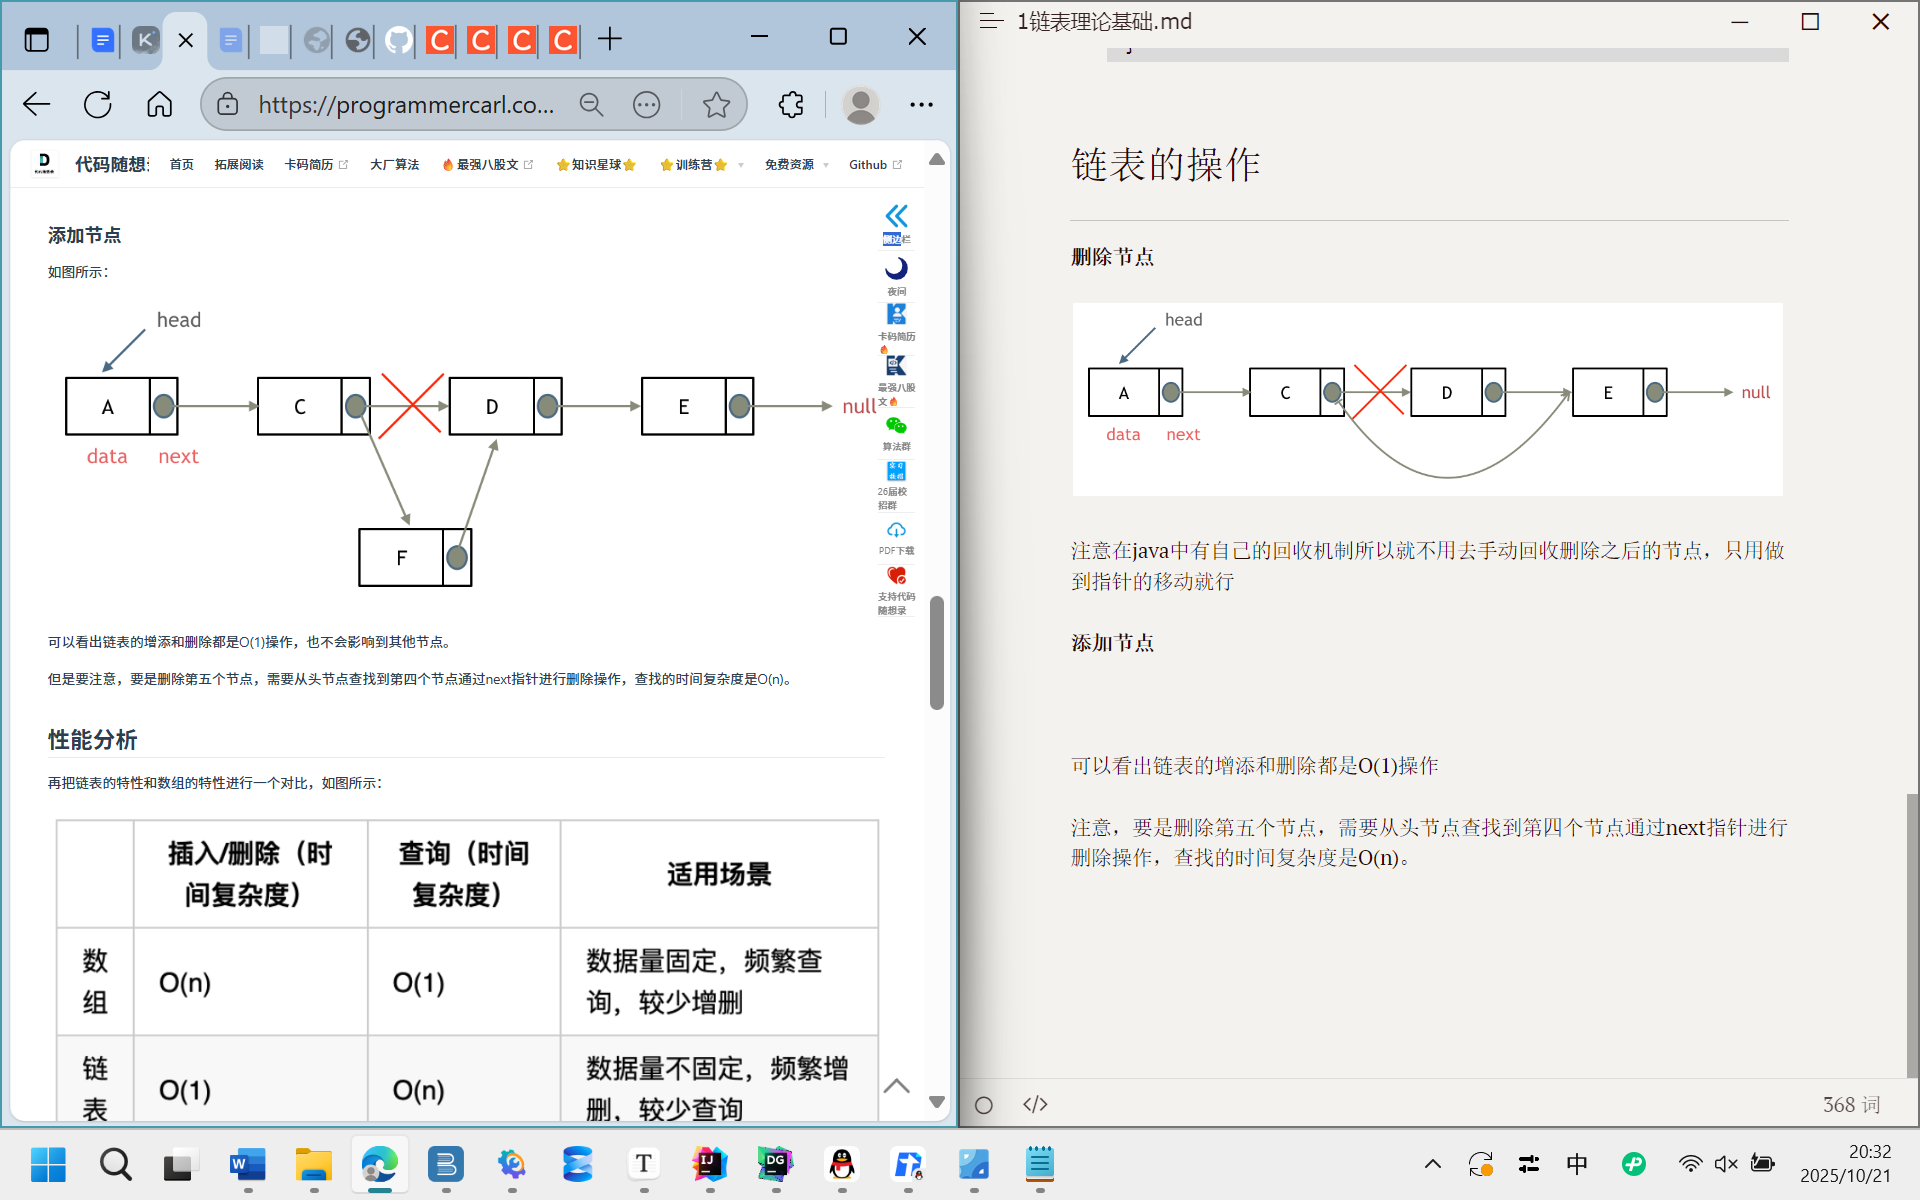 https://programmercarl.co...
代码随想
首页
拓展阅读
卡码简历
大厂算法
最强八股文
知识星球
训练营
免费资源
Github
添加节点
如图所示：
head
A
C
D
E
null
data
next
F
可以看出链表的增添和删除都是O(1)操作，也不会影响到其他节点。
但是要注意，要是删除第五个节点，需要从头节点查找到第四个节点通过next指针进行删除操作，查找的时间复杂度是O(n)。
性能分析
再把链表的特性和数组的特性进行一个对比，如图所示：
插入/删除（时
间复杂度）
查询（时间
复杂度）
适用场景
数
组
O(n)
O(1)
数据量固定，频繁查
询，较少增删
链
表
O(1)
O(n)
数据量不固定，频繁增
删，较少查询
侧边栏
夜间
卡码简历
最强八股
文
算法群
26届校
招群
PDF下载
支持代码
随想录
1链表理论基础.md
链表的操作
删除节点
head
A
C
D
E
null
data
next
注意在java中有自己的回收机制所以就不用去手动回收删除之后的节点，只用做
到指针的移动就行
添加节点
可以看出链表的增添和删除都是O(1)操作
注意，要是删除第五个节点，需要从头节点查找到第四个节点通过next指针进行
删除操作，查找的时间复杂度是O(n)。
</>
368 词
中
20:32
2025/10/21